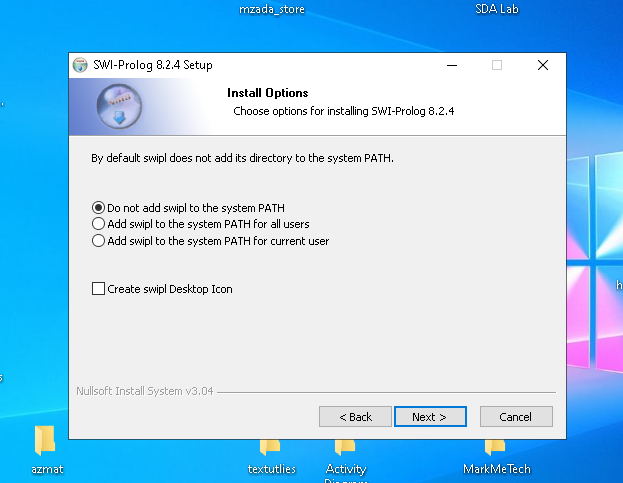 mzada_store
SDA Lab
SWI-Prolog 8.2.4 Setup
Install Options
Choose options for installing SWI-Prolog 8.2.4
By default swipl does not add its directory to the system PATH.
Do not add swipl to the system PATH
Add swipl to the system PATH for all users
Add swipl to the system PATH for current user
Create swipl Desktop Icon
Nullsoft Install System v3.04
< Back
Next >
Cancel
azmat
textutlies
Activity
MarkMeTech
Diagram